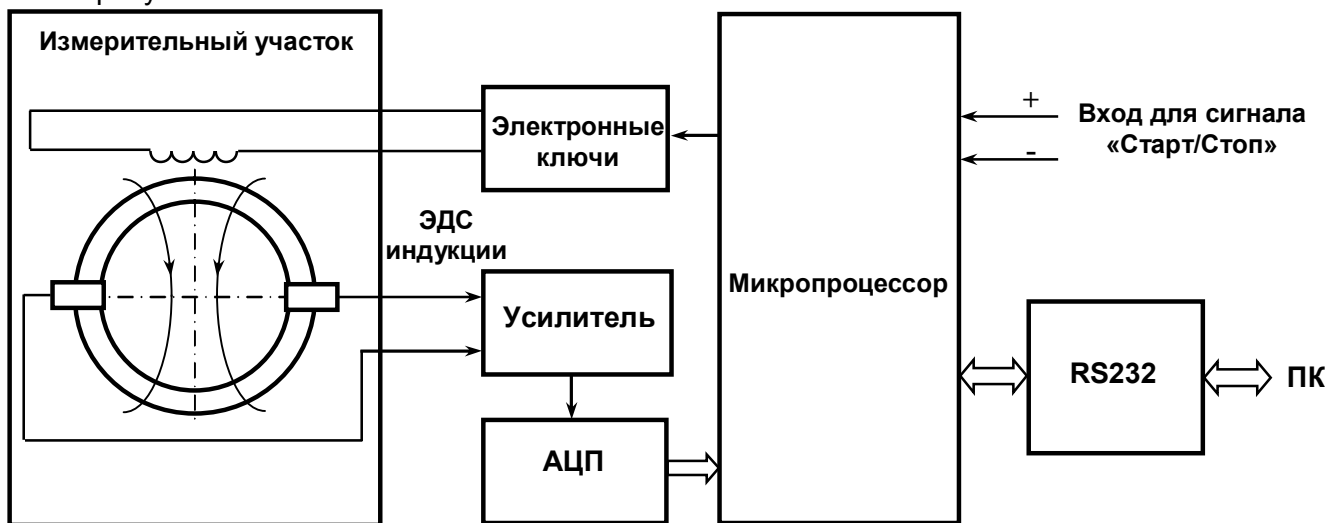 Измерительный участок
Электронные
ключи
+
-
Вход для сигнала
«Старт/Стоп»
ЭДС
индукции
Усилитель
Микропроцессор
АЦП
RS232
ПК